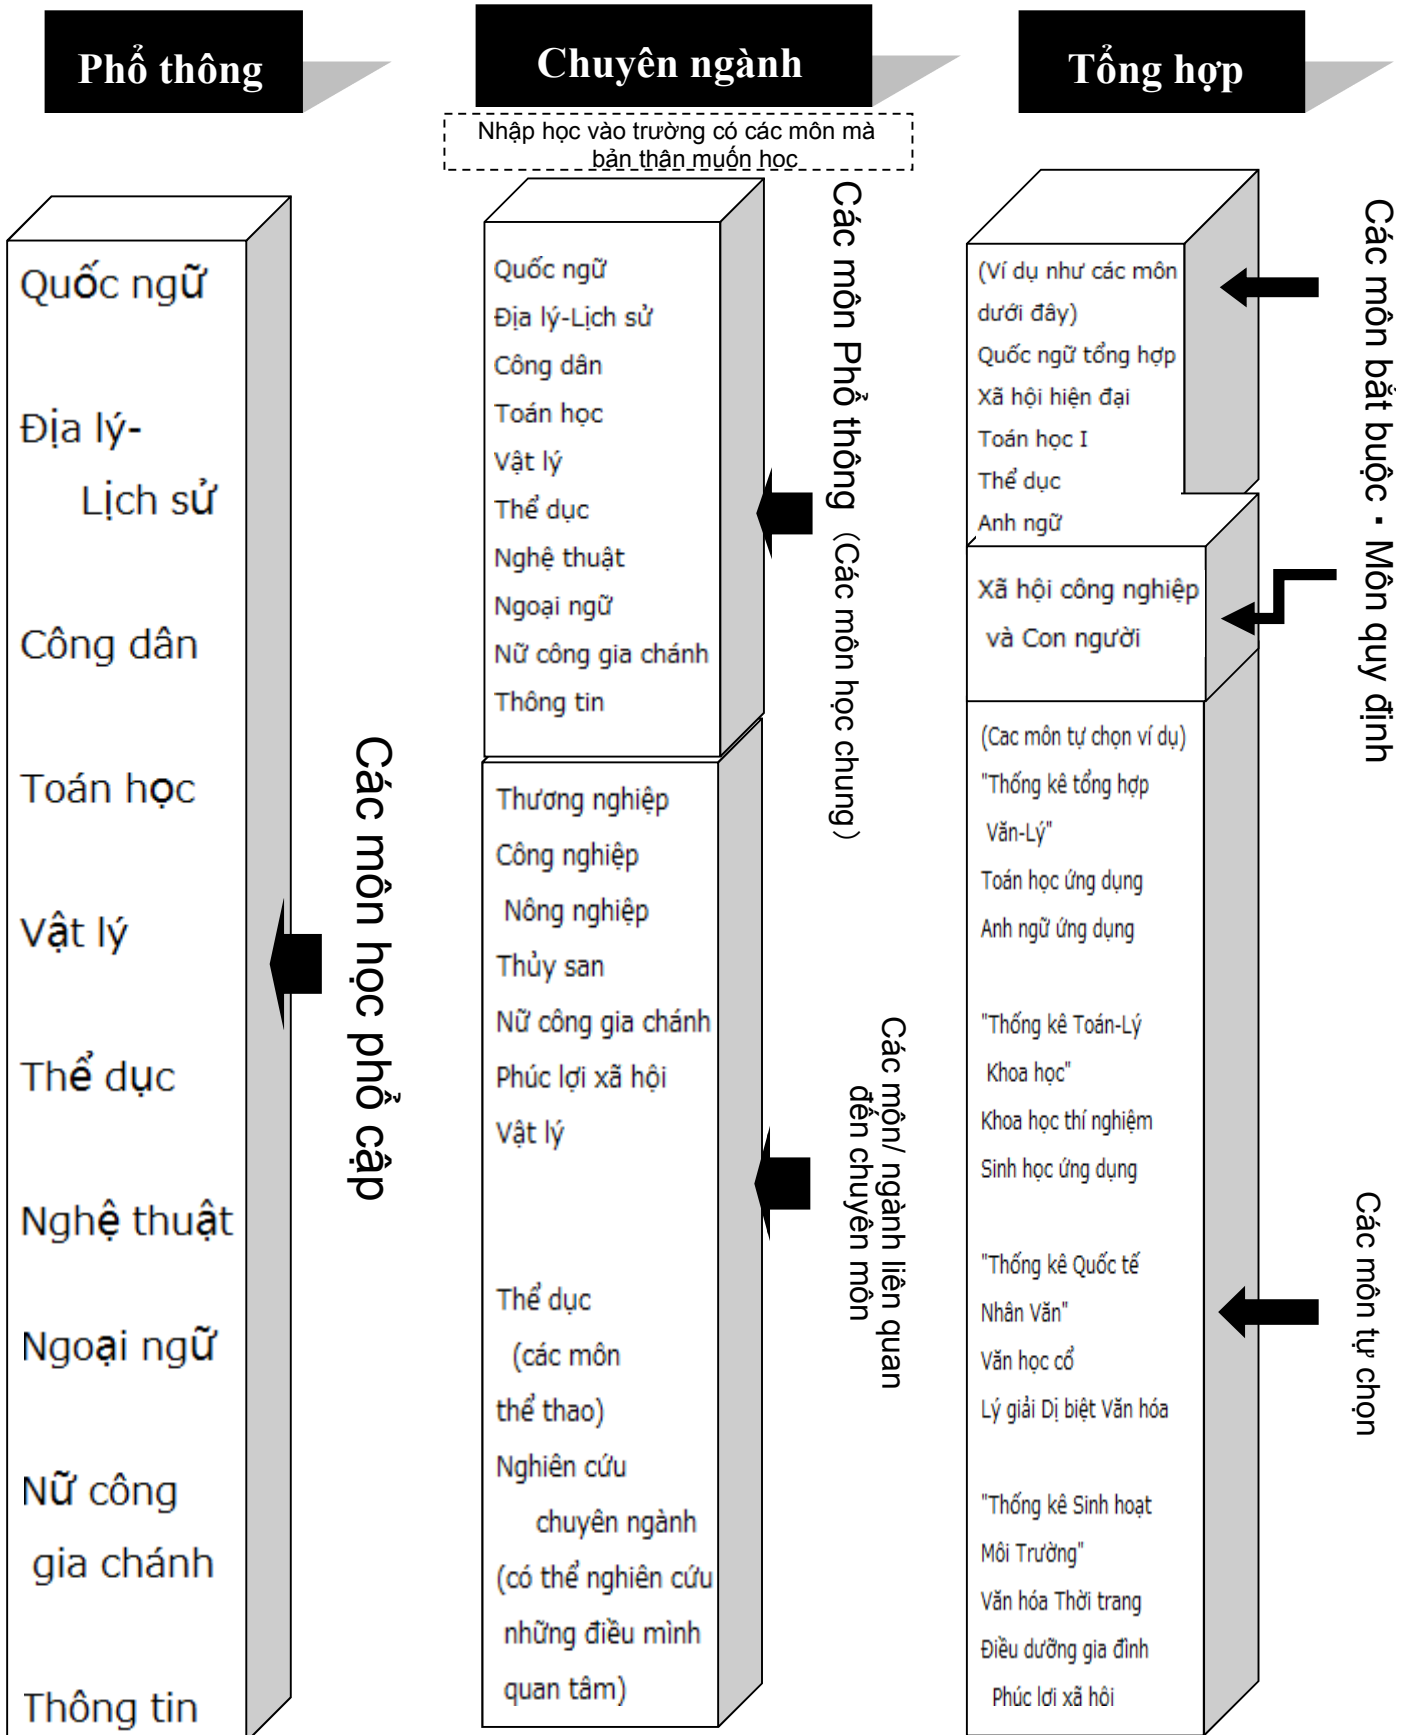 Phổ thông
Chuyên ngành
Tổng hợp
Nhập học vào trường có các môn mà
bản thân muốn học
Quốc ngữ
Địa lý-
Lịch sử
Công dân
Toán học
Vật lý
Thể dục
Nghệ thuật
Ngoại ngữ
Nữ công
gia chánh
Thông tin
Các môn học phổ cập
Quốc ngữ
Địa lý-Lịch sử
Công dân
Toán học
Vật lý
Thể dục
Nghệ thuật
Ngoại ngữ
Nữ công gia chánh
Thông tin
Các môn Phổ thông (Các môn học chung)
Thương nghiệp
Công nghiệp
Nông nghiệp
Thủy san
Nữ công gia chánh
Phúc lợi xã hội
Vật lý
Thể dục
(các môn
thể thao)
Nghiên cứu
chuyên ngành
(có thể nghiên cứu
những điều mình
quan tâm)
Các môn/ ngành liên quan
đến chuyên môn
(Ví dụ như các môn
dưới đây)
Quốc ngữ tổng hợp
Xã hội hiện đại
Toán học I
Thể dục
Anh ngữ
Xã hội công nghiệp
và Con người
Các môn bắt buộc・Môn quy định
(Cac môn tự chọn ví dụ)
"Thống kê tổng hợp
Văn-Lý"
Toán học ứng dụng
Anh ngữ ứng dụng
"Thống kê Toán-Lý
Khoa học"
Khoa học thí nghiệm
Sinh học ứng dụng
"Thống kê Quốc tế
Nhân Văn"
Văn học cổ
Lý giải Dị biệt Văn hóa
"Thống kê Sinh hoạt
Môi Trường"
Văn hóa Thời trang
Điều dưỡng gia đình
Phúc lơi xã hôi
Các môn tự chọn